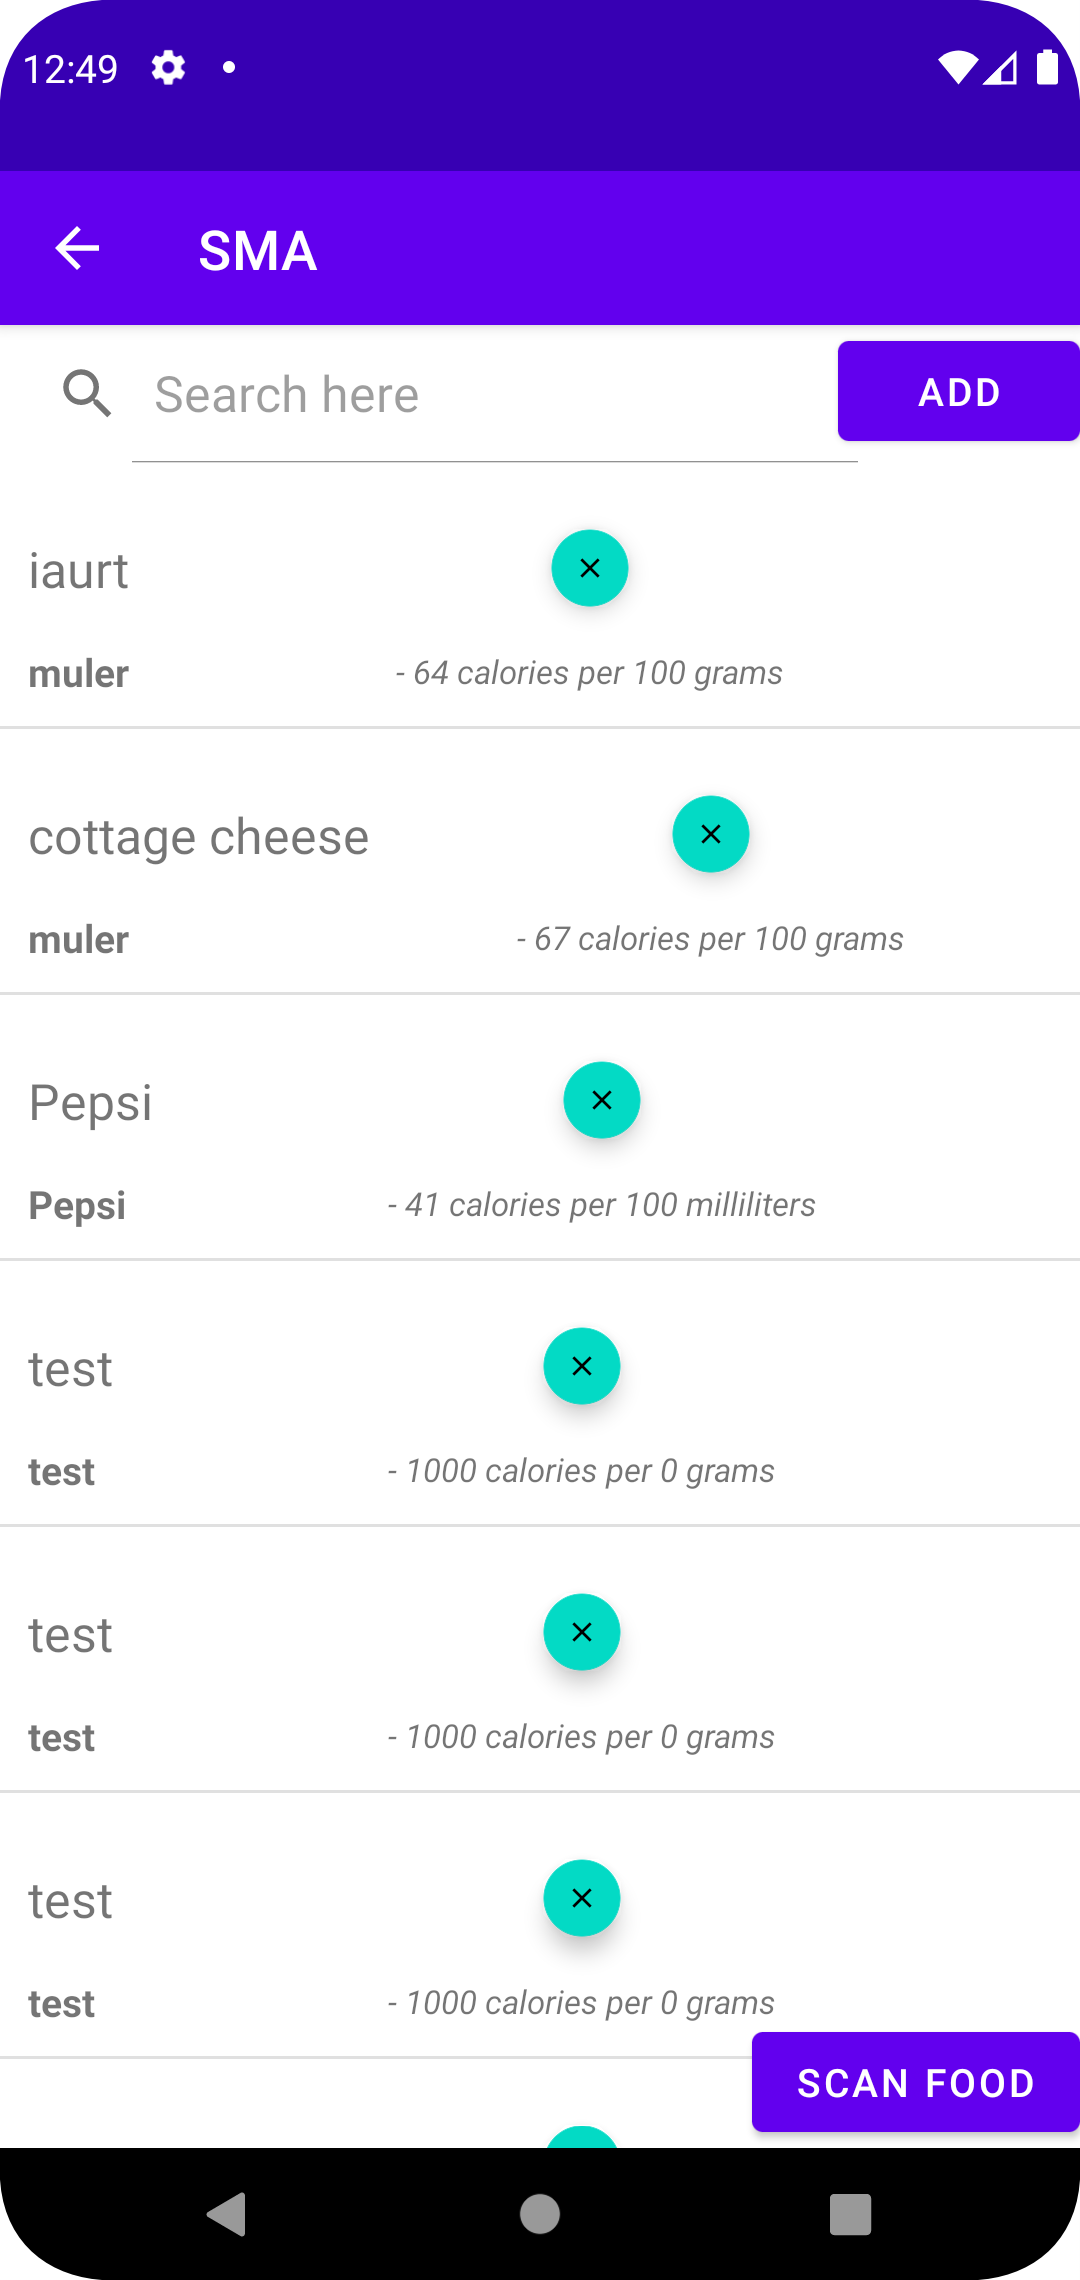 12:49
SMA
Search here
ADD
iaurt
muler
- 64 calories per 100 grams
cottage cheese
muler
- 67 calories per 100 grams
Pepsi
Pepsi
- 41 calories per 100 milliliters
test
test
- 1000 calories per 0 grams
test
test
- 1000 calories per 0 grams
test
test
- 1000 calories per 0 grams
SCAN FOOD